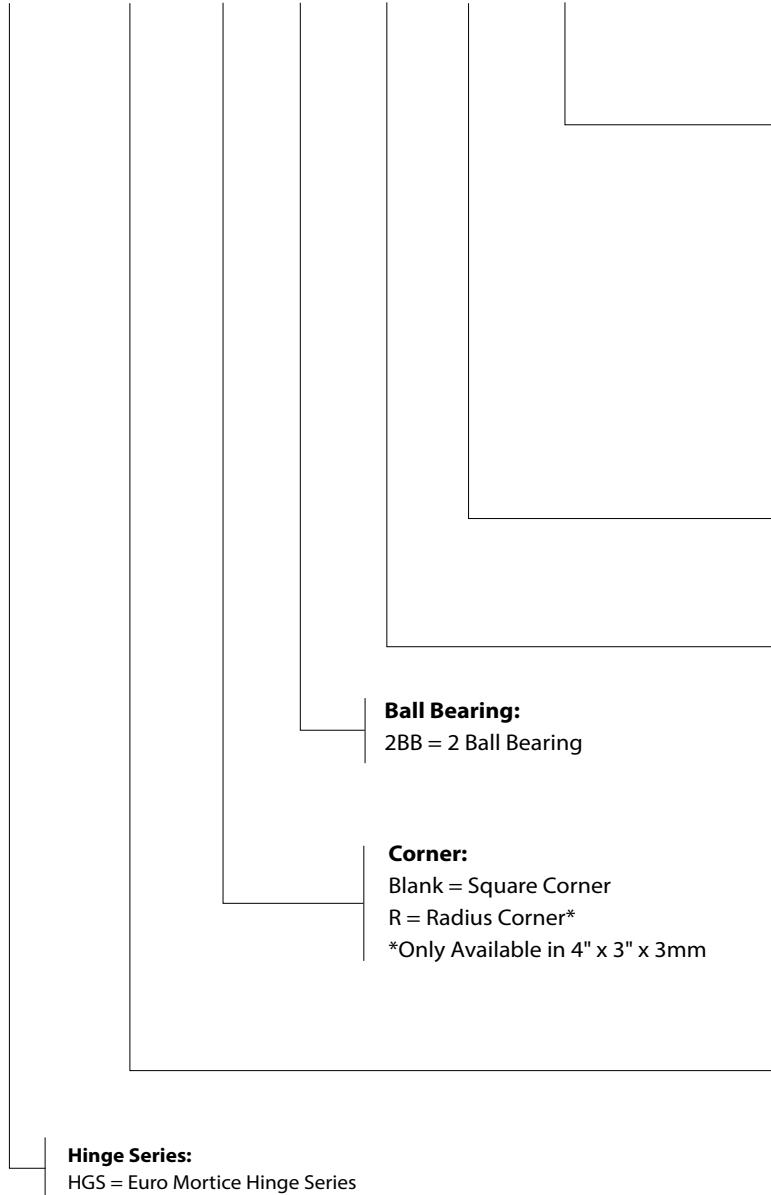 Ball Bearing:
2BB = 2 Ball Bearing
Corner:
Blank = Square Corner
R = Radius Corner*
*Only Available in 4" x 3" x 3mm
Hinge Series:
HGS = Euro Mortice Hinge Series